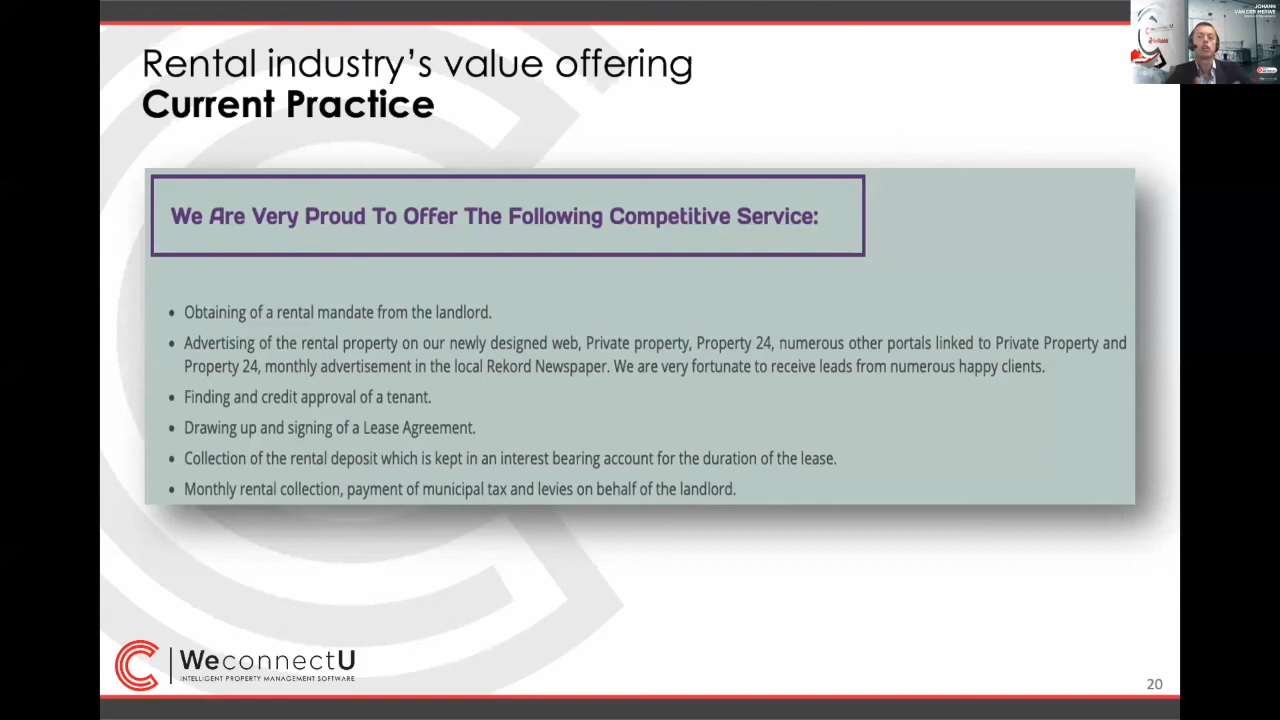 JOHANN
VAN DER MERWE
Rental industry's value offering
Current Practice
We Are Very Proud To Offer The Following Competitive Service:
• Obtaining of a rental mandate from the landlord.
• Advertising of the rental property on our newly designed web, Private property, Property 24, numerous other portals linked to Private Property and
Property 24, monthly advertisement in the local Rekord Newspaper. We are very fortunate to receive leads from numerous happy clients.
• Finding and credit approval of a tenant.
• Drawing up and signing of a Lease Agreement.
• Collection of the rental deposit which is kept in an interest bearing account for the duration of the lease.
• Monthly rental collection, payment of municipal tax and levies on behalf of the landlord.
WeconnectU
INTELLIGENT PROPERTY MANAGEMENT SOFTWARE
20